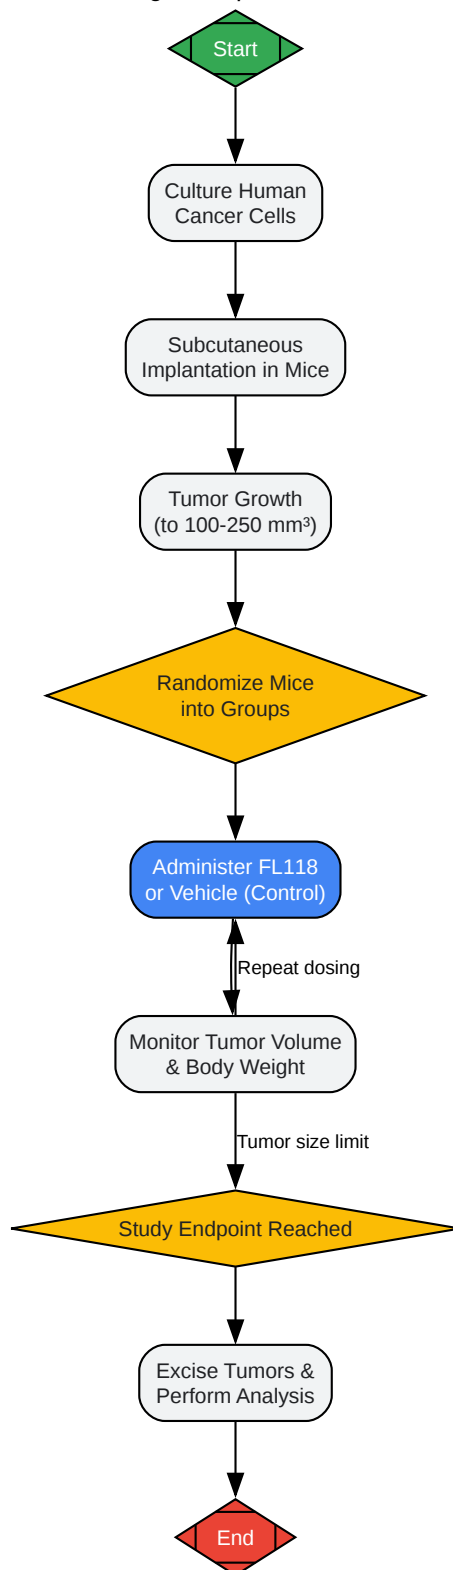 Start
Culture Human
Cancer Cells
Subcutaneous
Implantation in Mice
Tumor Growth
(to 100-250 mm³)
Randomize Mice
into Groups
Administer FL118
or Vehicle (Control)
Repeat dosing
Monitor Tumor Volume
& Body Weight
Tumor size limit
Study Endpoint Reached
Excise Tumors &
Perform Analysis
End